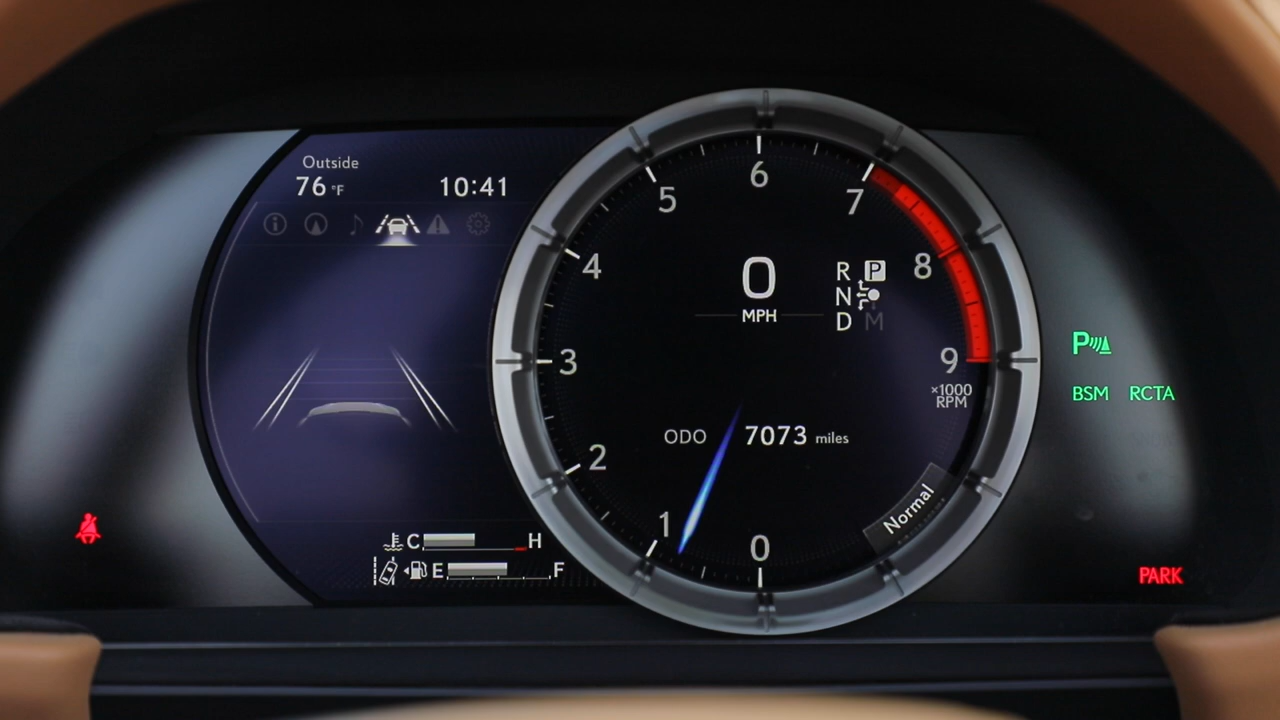 Outside
76 °F 10:41
5 6 7
4 8
0
MPH
R P
N
D M
3 9
×1000
RPM
ODO 7073 miles
2
1 0
Normal
C H
E F
P
BSM RCTA
PARK